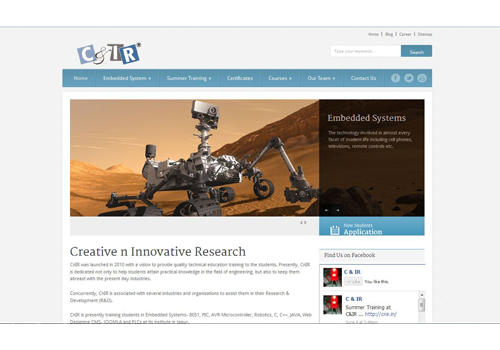 Home | Blog | Career | Sitemap
C&IR
Type your keywords...
Search
Home
Embedded System
Summer Training
Certificates
Courses
Our Team
Contact Us
Embedded Systems
The technology involved in almost every
facet of modern life including cell phones,
televisions, remote controls etc.
New Students
Application
Creative n Innovative Research
CnIR was launched in 2010 with a vision to provide quality technical education training to the students. Presently, CnIR
is dedicated not only to help students attain practical knowledge in the field of engineering, but also to keep them
abreast with the present day industries.
Concurrently, CnIR is associated with several industries and organisations to assist them in their Research &
Development (R&D).
CnIR is presently training students in Embedded Systems- 8051, PIC, AVR Microcontroller, Robotics, C, C++, JAVA, Web
Designing CMS- JOOMLA and PLCs at its institute in
Find Us on Facebook
C & IR
Like You like this.
C & IR
Summer Training at
C&IR ... http://cnr.in/